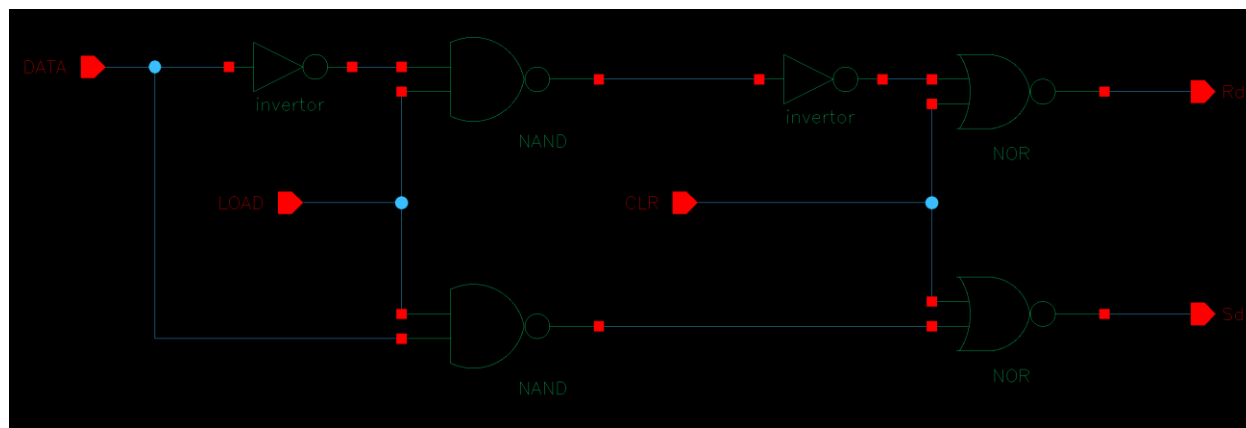 DATA
invertor
NAND
invertor
NOR
Rd
LOAD
CLR
NAND
NOR
Sd